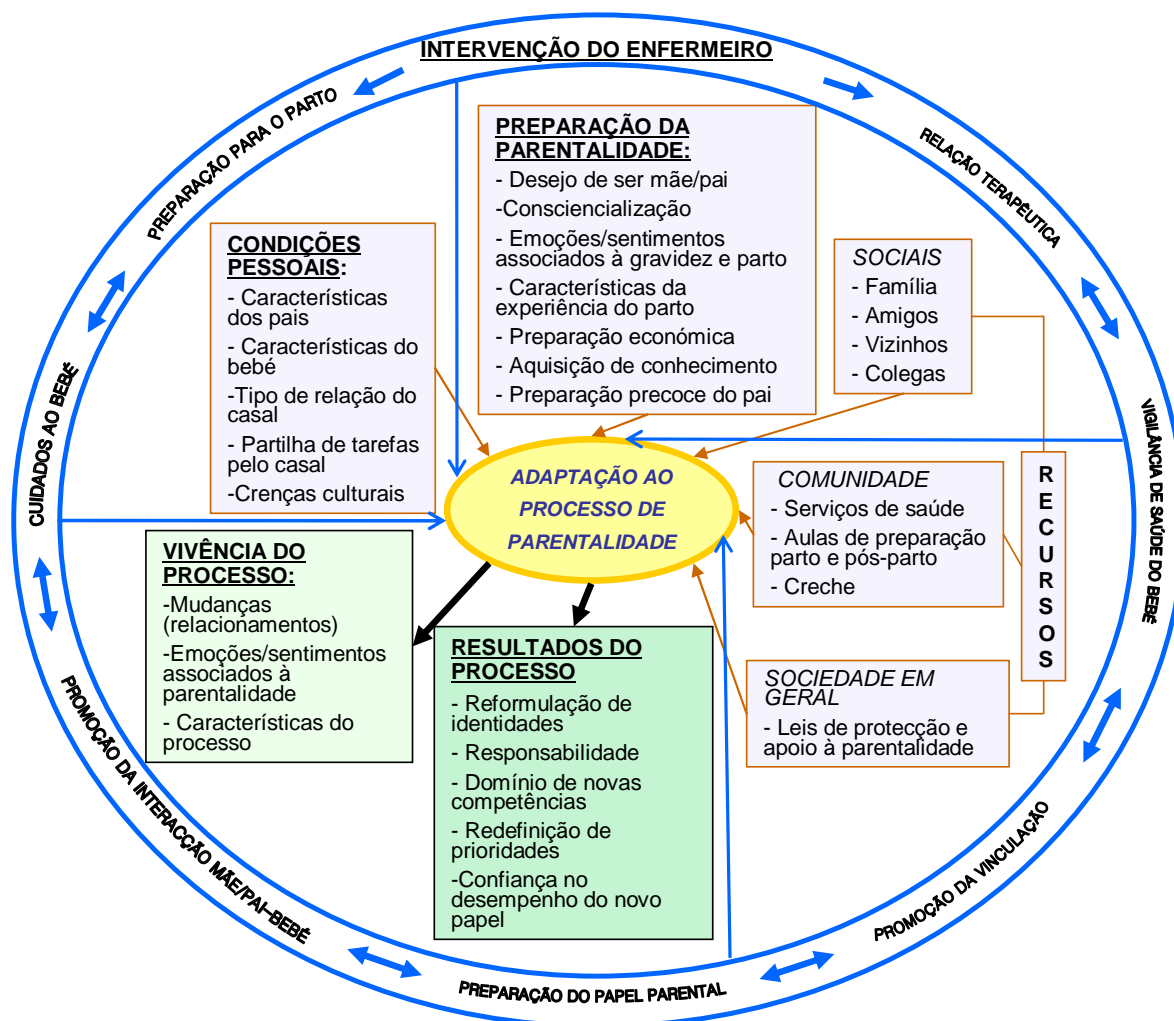 INTERVENÇÃO DO ENFERMEIRO
PREPARAÇÃO PARA O PARTO
RELAÇÃO TERAPÊUTICA
PREPARAÇÃO DA
PARENTALIDADE:
- Desejo de ser mãe/pai
-Consciencialização
- Emoções/sentimentos
associados à gravidez e parto
- Características da
experiência do parto
- Preparação económica
- Aquisição de conhecimento
- Preparação precoce do pai
CONDIÇÕES
PESSOAIS:
- Características
dos pais
- Características do
bebé
-Tipo de relação do
casal
- Partilha de tarefas
pelo casal
-Crenças culturais
SOCIAIS
- Família
- Amigos
- Vizinhos
- Colegas
CUIDADOS AO BEBÉ
VIGILÂNCIA DE SAÚDE DO BEBÉ
ADAPTAÇÃO AO
PROCESSO DE
PARENTALIDADE
COMUNIDADE
- Serviços de saúde
- Aulas de preparação
parto e pós-parto
- Creche
RECURSOS
VIVÊNCIA DO
PROCESSO:
-Mudanças
(relacionamentos)
-Emoções/sentimentos
associados à
parentalidade
- Características do
processo
RESULTADOS DO
PROCESSO
- Reformulação de
identidades
- Responsabilidade
- Domínio de novas
competências
- Redefinição de
prioridades
-Confiança no
desempenho do novo
papel
SOCIEDADE EM
GERAL
- Leis de protecção e
apoio à parentalidade
PROMOÇÃO DA INTERACÇÃO MÃE/PAI-BEBÉ
PROMOÇÃO DA VINCULAÇÃO
PREPARAÇÃO DO PAPEL PARENTAL